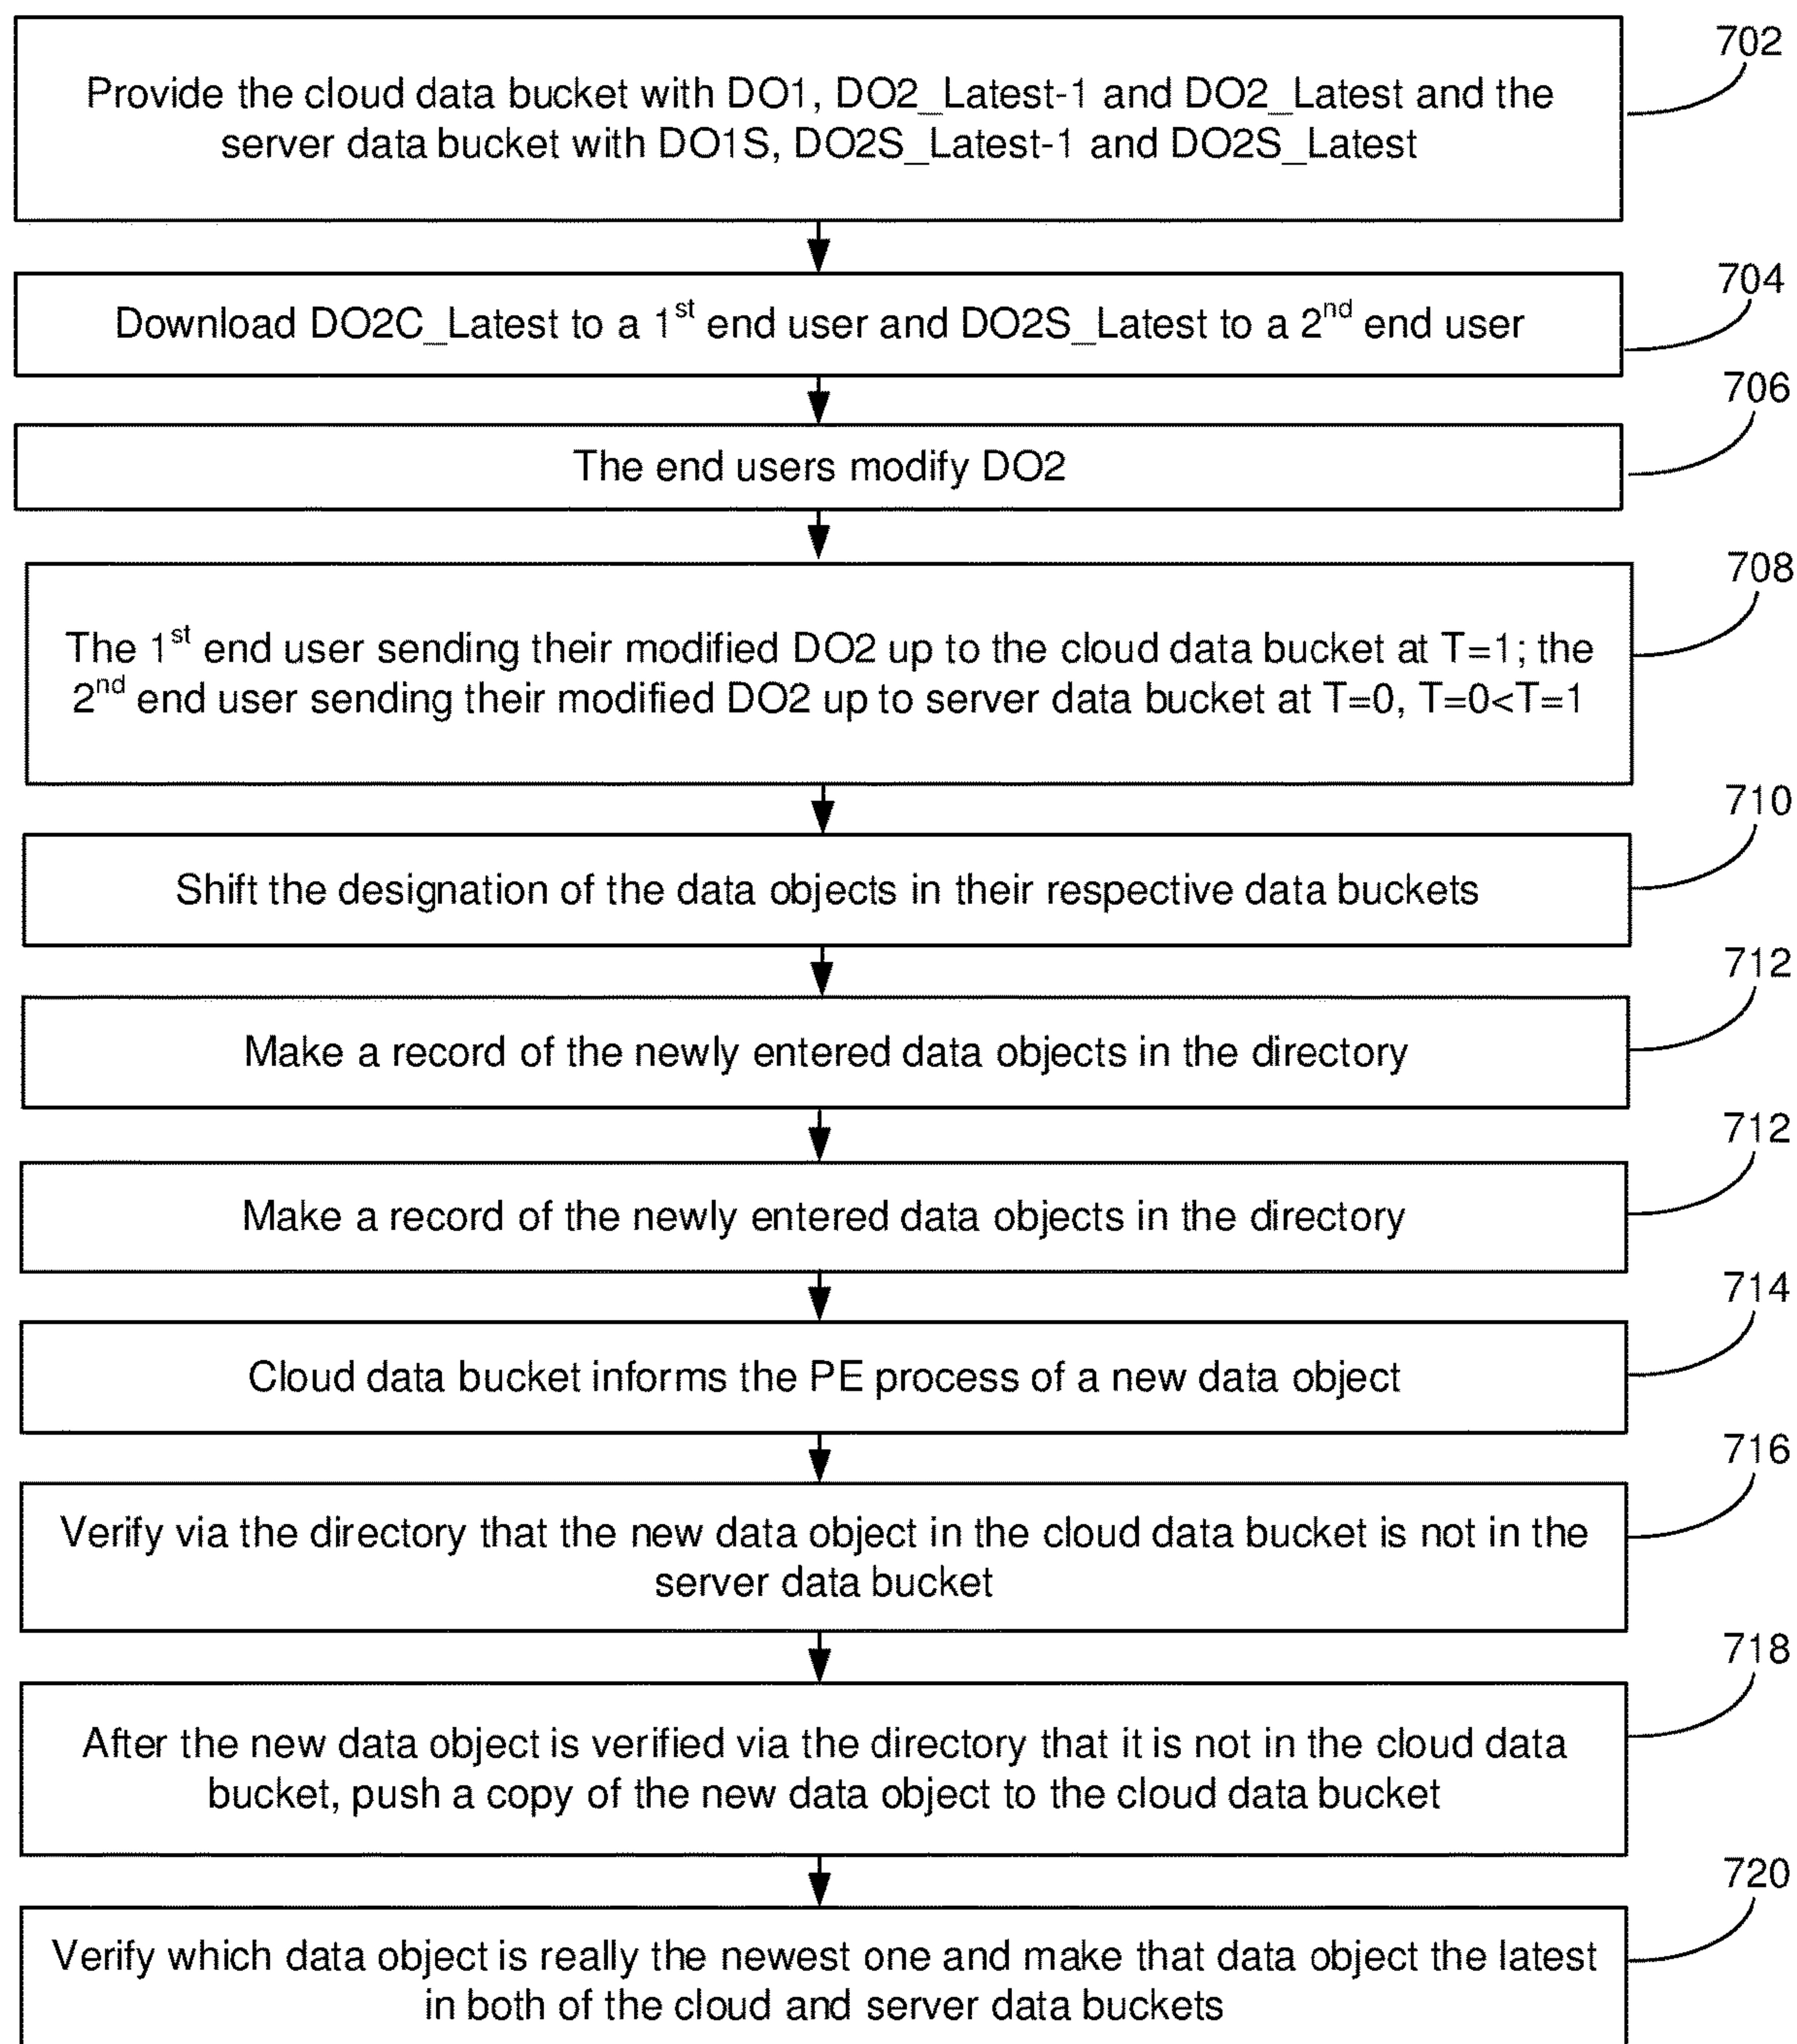 702
Provide the cloud data bucket with DO1, DO2_Latest-1 and DO2_Latest and the
server data bucket with DO1S, DO2S_Latest-1 and DO2S_Latest
704
Download DO2C_Latest to a 1st end user and DO2S_Latest to a 2nd end user
706
The end users modify DO2
708
The 1st end user sending their modified DO2 up to the cloud data bucket at T=1; the
2nd end user sending their modified DO2 up to server data bucket at T=0, T=0<T=1
710
Shift the designation of the data objects in their respective data buckets
712
Make a record of the newly entered data objects in the directory
712
Make a record of the newly entered data objects in the directory
714
Cloud data bucket informs the PE process of a new data object
716
Verify via the directory that the new data object in the cloud data bucket is not in the
server data bucket
718
After the new data object is verified via the directory that it is not in the cloud data
bucket, push a copy of the new data object to the cloud data bucket
720
Verify which data object is really the newest one and make that data object the latest
in both of the cloud and server data buckets